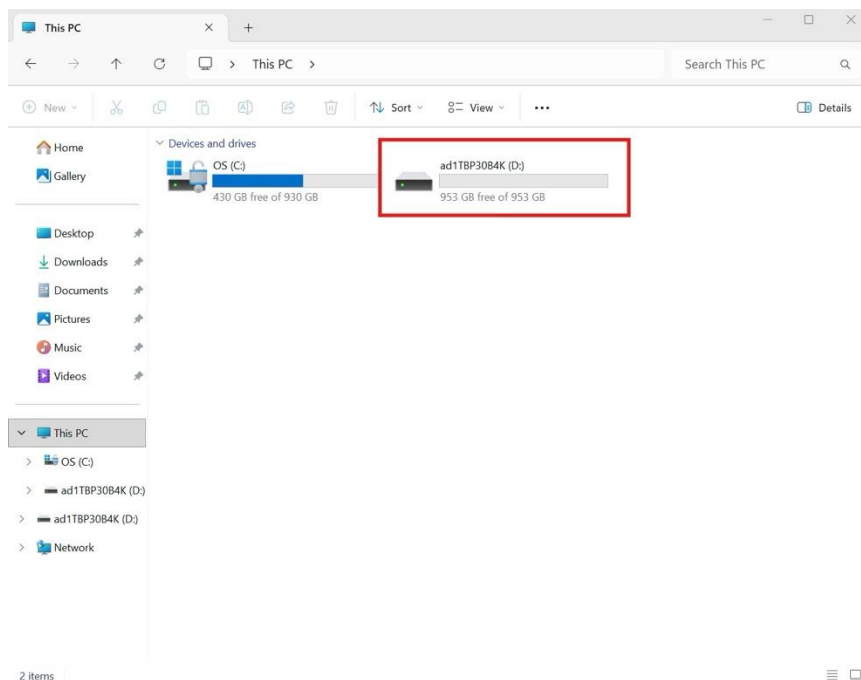 This PC
This PC
Search This PC
New
Sort
View
Details
Home
Gallery
Desktop
Downloads
Documents
Pictures
Music
Videos
This PC
OS (C:)
ad1TBP30B4K (D:)
ad1TBP30B4K (D:)
Network
Devices and drives
OS (C:)
430 GB free of 930 GB
ad1TBP30B4K (D:)
953 GB free of 953 GB
2 items